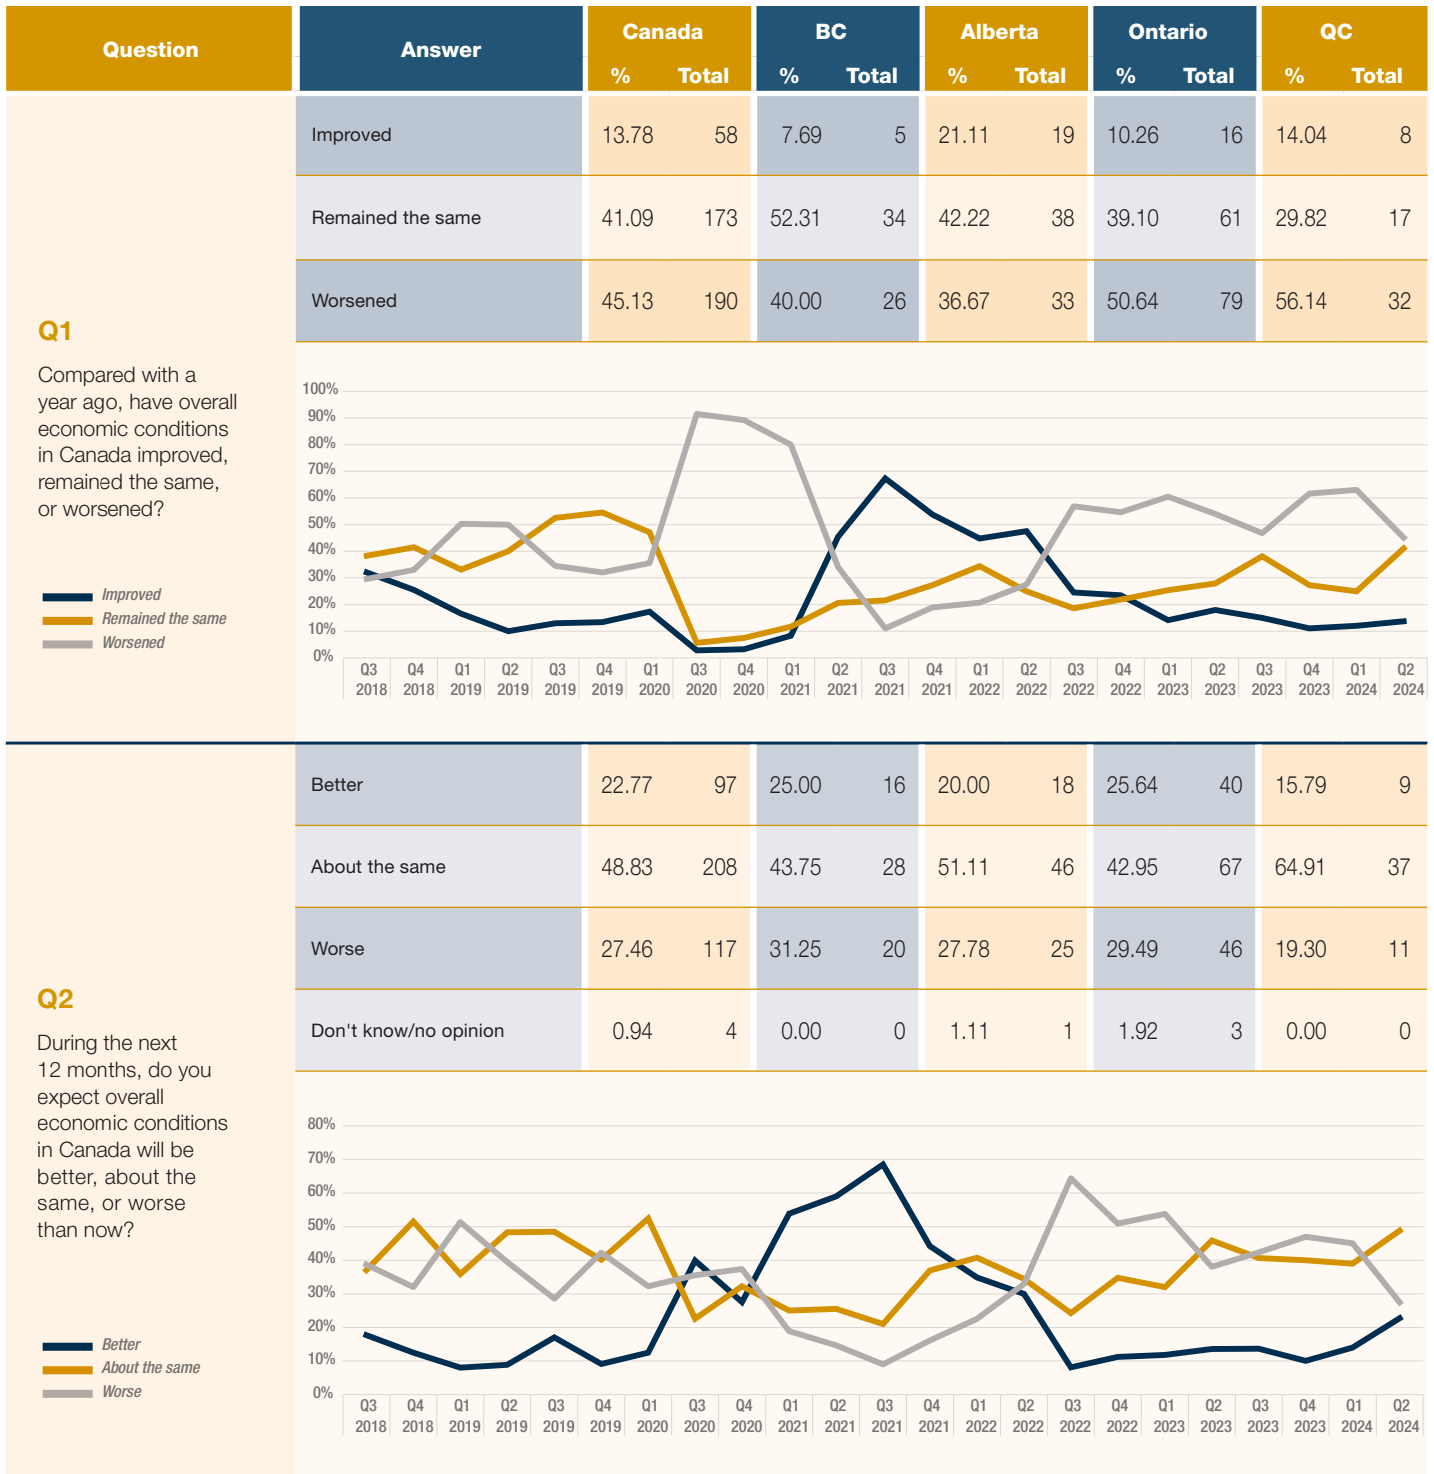 Question Answer Canada BC Alberta Ontario QC
% Total % Total % Total % Total % Total
Improved 13.78 58 7.69 5 21.11 19 10.26 16 14.04 8
Remained the same 41.09 173 52.31 34 42.22 38 39.10 61 29.82 17
Worsened 45.13 190 40.00 26 36.67 33 50.64 79 56.14 32
Q1
Compared with a
year ago, have overall
economic conditions
in Canada improved,
remained the same,
or worsened?
Improved
Remained the same
Worsened
100%
90%
80%
70%
60%
50%
40%
30%
20%
10%
0%
Q3 Q4 Q1 Q2 Q3 Q4 Q1 Q3 Q4 Q1 Q2 Q3 Q4 Q1 Q2 Q3 Q4 Q1 Q2 Q3 Q4 Q1 Q2
2018 2018 2019 2019 2019 2019 2020 2020 2020 2021 2021 2021 2021 2022 2022 2022 2022 2023 2023 2023 2023 2024 2024
Better 22.77 97 25.00 16 20.00 18 25.64 40 15.79 9
About the same 48.83 208 43.75 28 51.11 46 42.95 67 64.91 37
Worse 27.46 117 31.25 20 27.78 25 29.49 46 19.30 11
Don't know/no opinion 0.94 4 0.00 0 1.11 1 1.92 3 0.00 0
Q2
During the next
12 months, do you
expect overall
economic conditions
in Canada will be
better, about the
same, or worse
than now?
Better
About the same
Worse
80%
70%
60%
50%
40%
30%
20%
10%
0%
Q3 Q4 Q1 Q2 Q3 Q4 Q1 Q3 Q4 Q1 Q2 Q3 Q4 Q1 Q2 Q3 Q4 Q1 Q2 Q3 Q4 Q1 Q2
2018 2018 2019 2019 2019 2019 2020 2020 2020 2021 2021 2021 2021 2022 2022 2022 2022 2023 2023 2023 2023 2024 2024